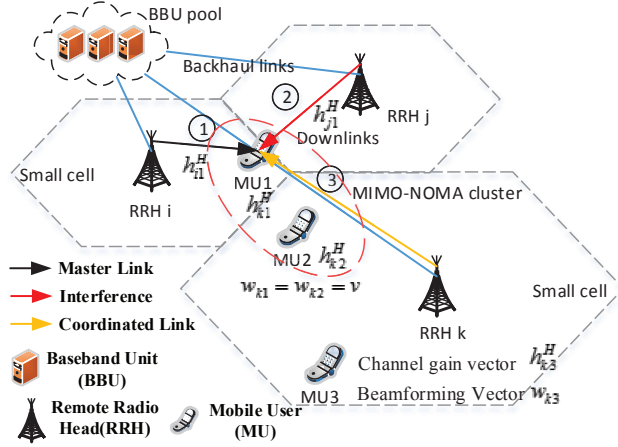 BBU pool
Backhaul links
2
h_{j1}^H
RRH j
1
Downlinks
Small cell
h_{i1}^H
MU1
3
MIMO-NOMA cluster
RRH i
h_{k1}^H
MU2 h_{k2}^H
w_{k1} = w_{k2} = v
Master Link
Interference
Coordinated Link
Small cell
RRH k
Baseband Unit
(BBU)
Channel gain vector h_{k3}^H
MU3 Beamforming Vector w_{k3}
Remote Radio
Head(RRH)
Mobile User
(MU)